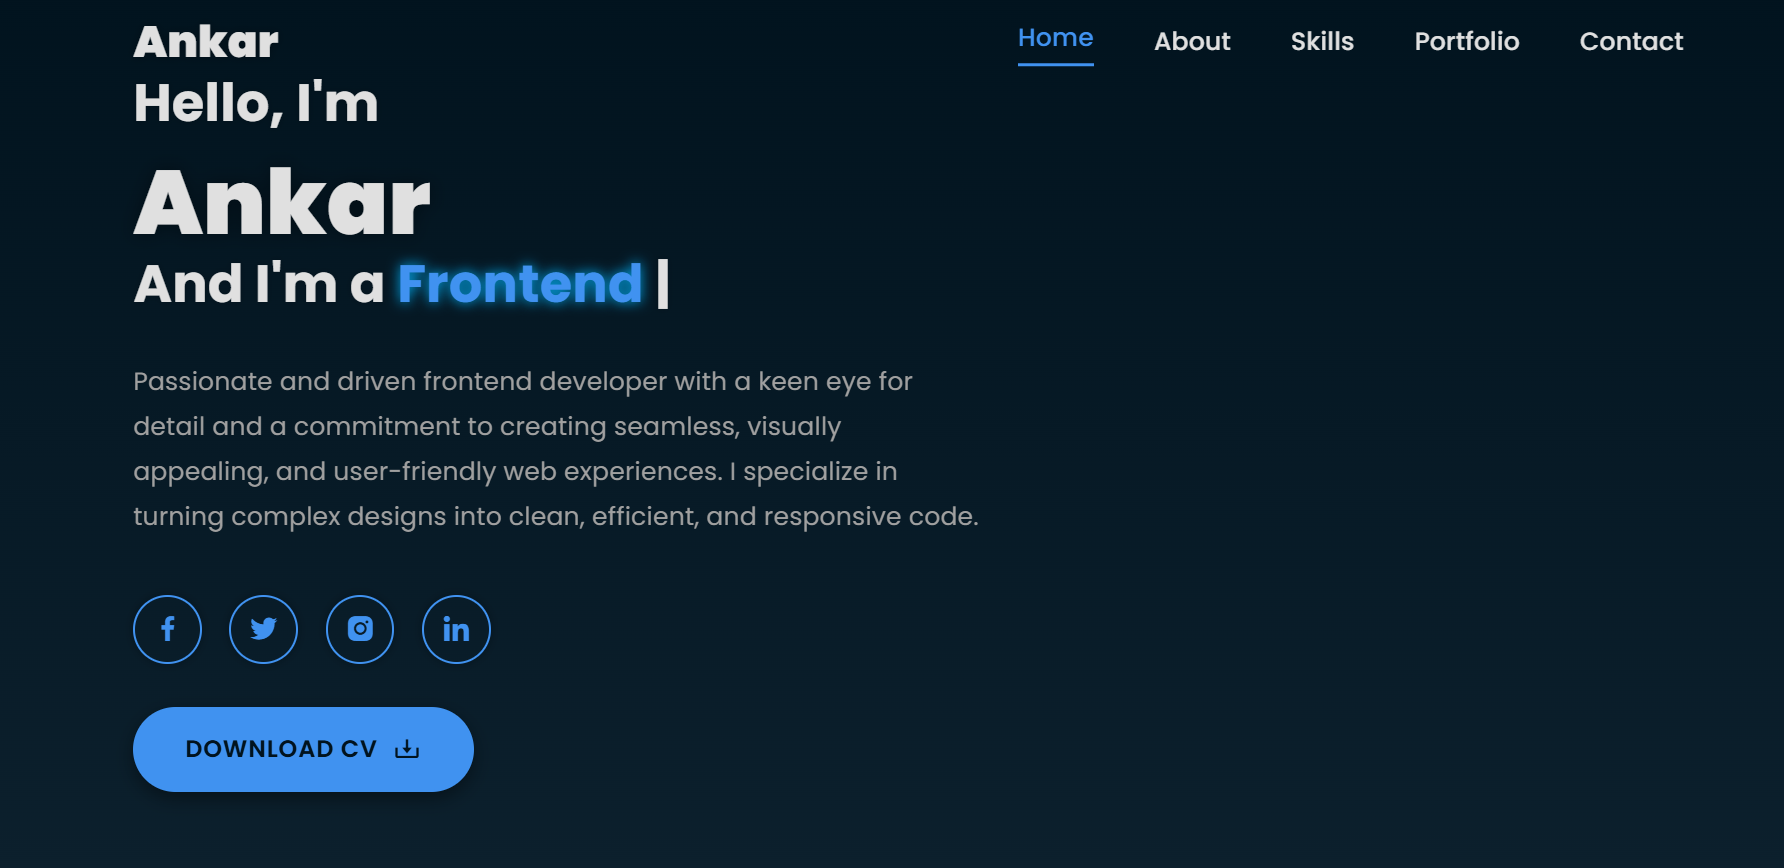 Ankar
Home About Skills Portfolio Contact
Hello, I'm
Ankar
And I'm a Frontend |
Passionate and driven frontend developer with a keen eye for
detail and a commitment to creating seamless, visually
appealing, and user-friendly web experiences. I specialize in
turning complex designs into clean, efficient, and responsive code.
DOWNLOAD CV